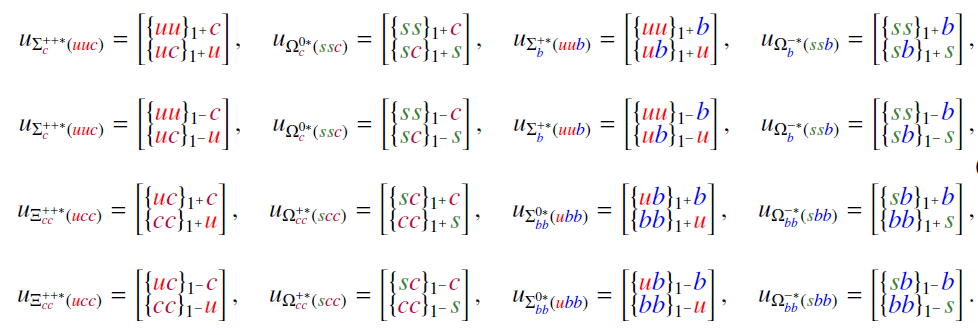 u_{Σ_c^{++*}(uuc)} = [{uu}_{1^+}c {uc}_{1^+}u], u_{Ω_c^{0*}(ssc)} = [{ss}_{1^+}c {sc}_{1^+}s], u_{Σ_b^{+*}(uub)} = [{uu}_{1^+}b {ub}_{1^+}u], u_{Ω_b^{-*}(ssb)} = [{ss}_{1^+}b {sb}_{1^+}s],
u_{Σ_c^{++*}(uuc)} = [{uu}_{1^-}c {uc}_{1^-}u], u_{Ω_c^{0*}(ssc)} = [{ss}_{1^-}c {sc}_{1^-}s], u_{Σ_b^{+*}(uub)} = [{uu}_{1^-}b {ub}_{1^-}u], u_{Ω_b^{-*}(ssb)} = [{ss}_{1^-}b {sb}_{1^-}s],
u_{Ξ_{cc}^{++*}(ucc)} = [{uc}_{1^+}c {cc}_{1^+}u], u_{Ω_{cc}^{+*}(scc)} = [{sc}_{1^+}c {cc}_{1^+}s], u_{Σ_{bb}^{0*}(ubb)} = [{ub}_{1^+}b {bb}_{1^+}u], u_{Ω_{bb}^{-*}(sbb)} = [{sb}_{1^+}b {bb}_{1^+}s],
u_{Ξ_{cc}^{++*}(ucc)} = [{uc}_{1^-}c {cc}_{1^-}u], u_{Ω_{cc}^{+*}(scc)} = [{sc}_{1^-}c {cc}_{1^-}s], u_{Σ_{bb}^{0*}(ubb)} = [{ub}_{1^-}b {bb}_{1^-}u], u_{Ω_{bb}^{-*}(sbb)} = [{sb}_{1^-}b {bb}_{1^-}s].